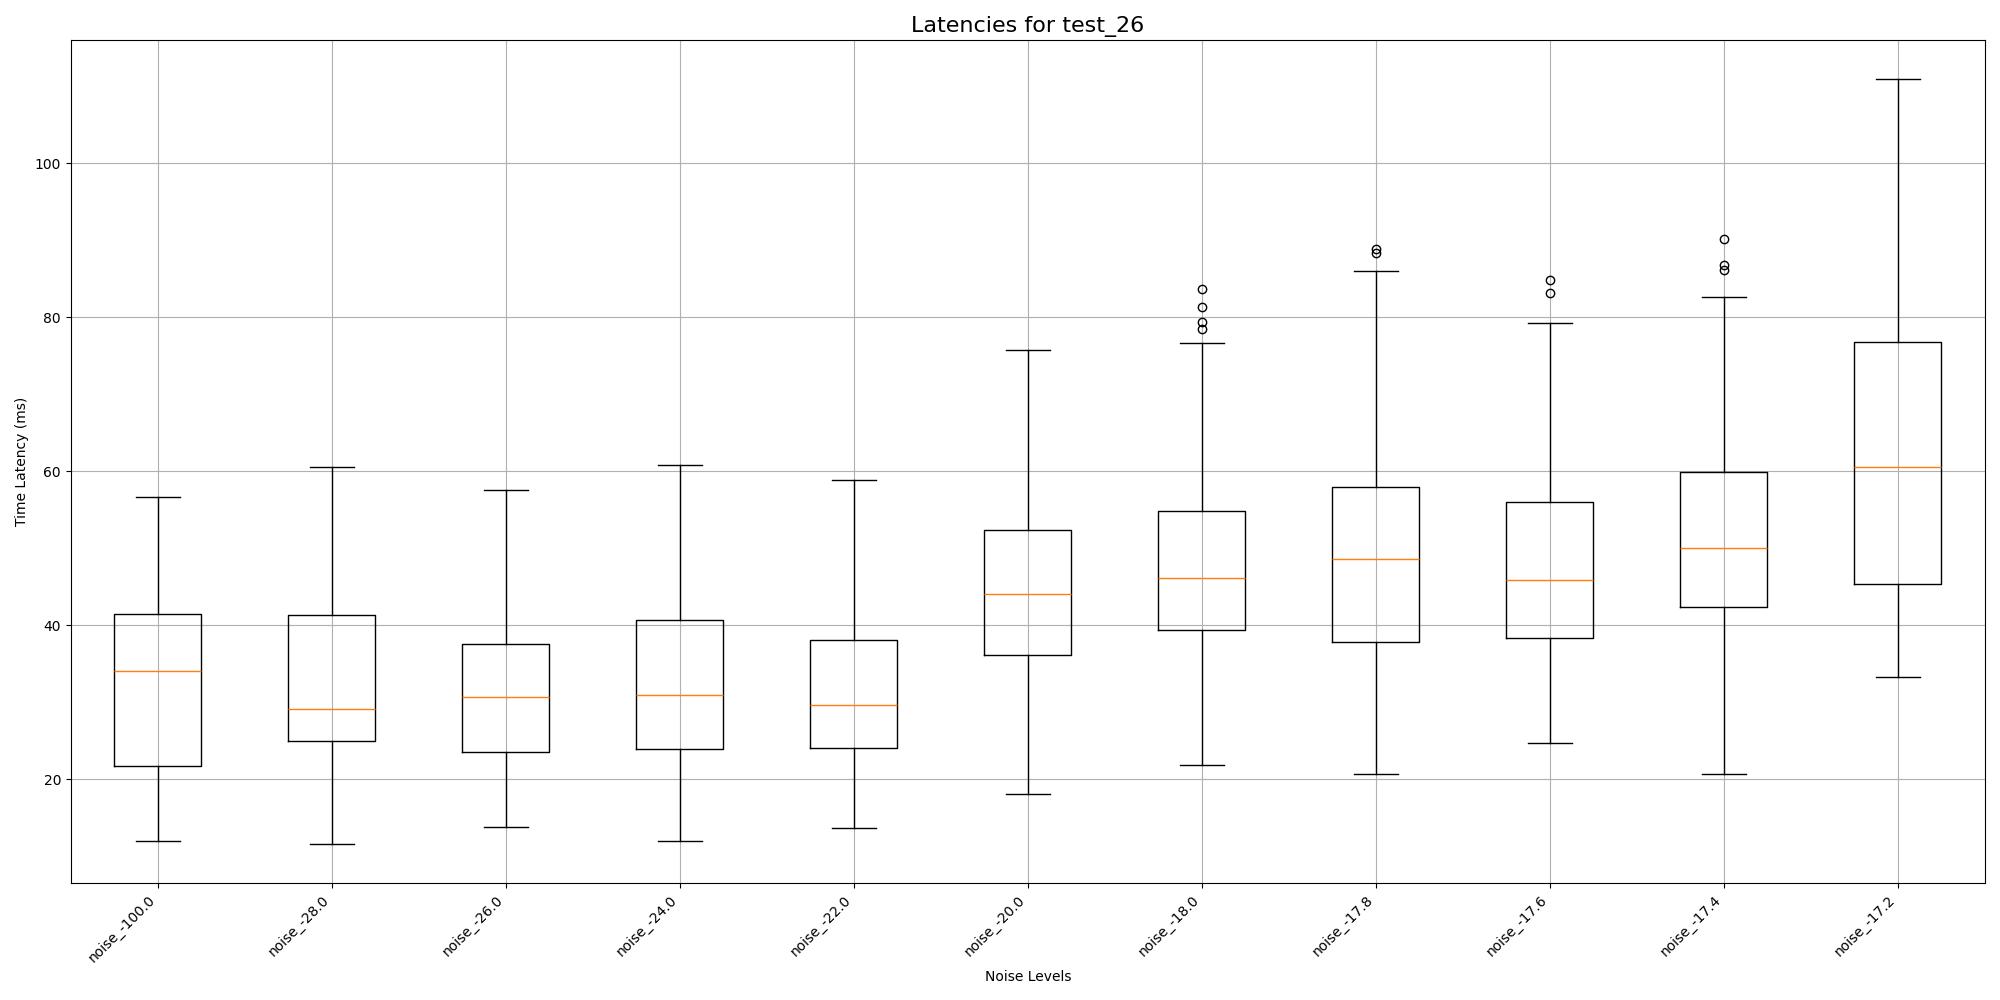 Latencies for test_26
Time Latency (ms)
100
80
60
40
20
noise_-100.0
noise_-28.0
noise_-26.0
noise_-24.0
noise_-22.0
noise_-20.0
noise_-18.0
noise_-17.8
noise_-17.6
noise_-17.4
noise_-17.2
Noise Levels